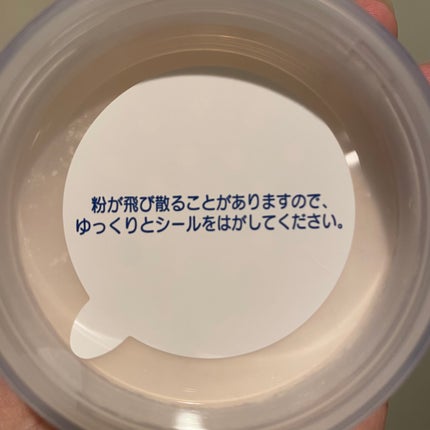 粉が飛び散ることがありますので、
ゆっくりとシールをはがしてください。